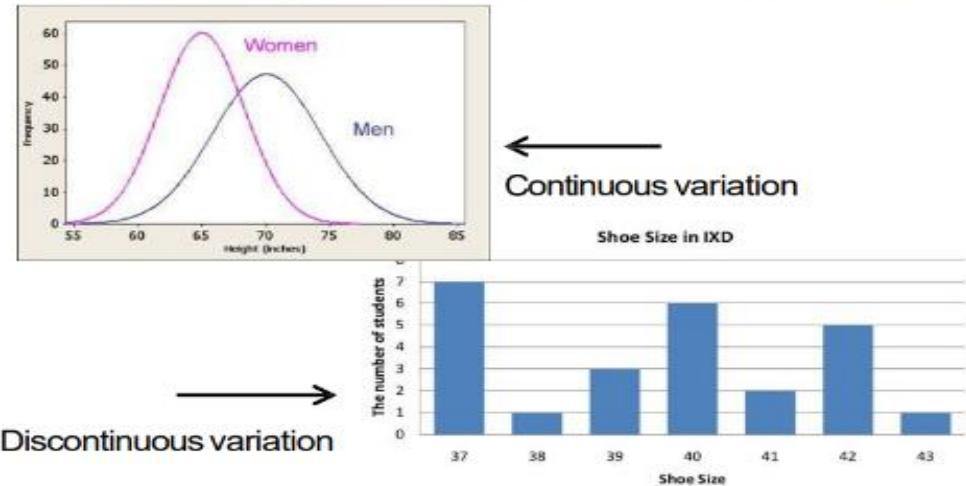 60
50
40
30
20
10
0
Frequency
Women
Men
55 60 65 70 75 80 85
Height (inches)
Continuous variation
Shoe Size in IXD
The number of students
7
6
5
4
3
2
1
0
37 38 39 40 41 42 43
Shoe Size
Discontinuous variation